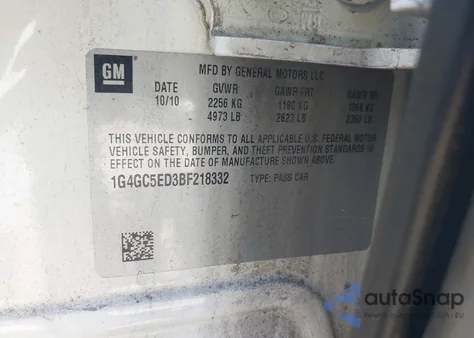 GM
MFD BY GENERAL MOTORS LLC
DATE GVWR GAWR FRT GAWR RR
10/10 2256 KG 1190 KG 1066 KG
4973 LB 2623 LB 2350 LB
THIS VEHICLE CONFORMS TO ALL APPLICABLE U.S. FEDERAL MOTOR
VEHICLE SAFETY, BUMPER, AND THEFT PREVENTION STANDARDS IN
EFFECT ON THE DATE OF MANUFACTURE SHOWN ABOVE.
1G4GC5ED3BF218332 TYPE: PASS CAR
autoSnap